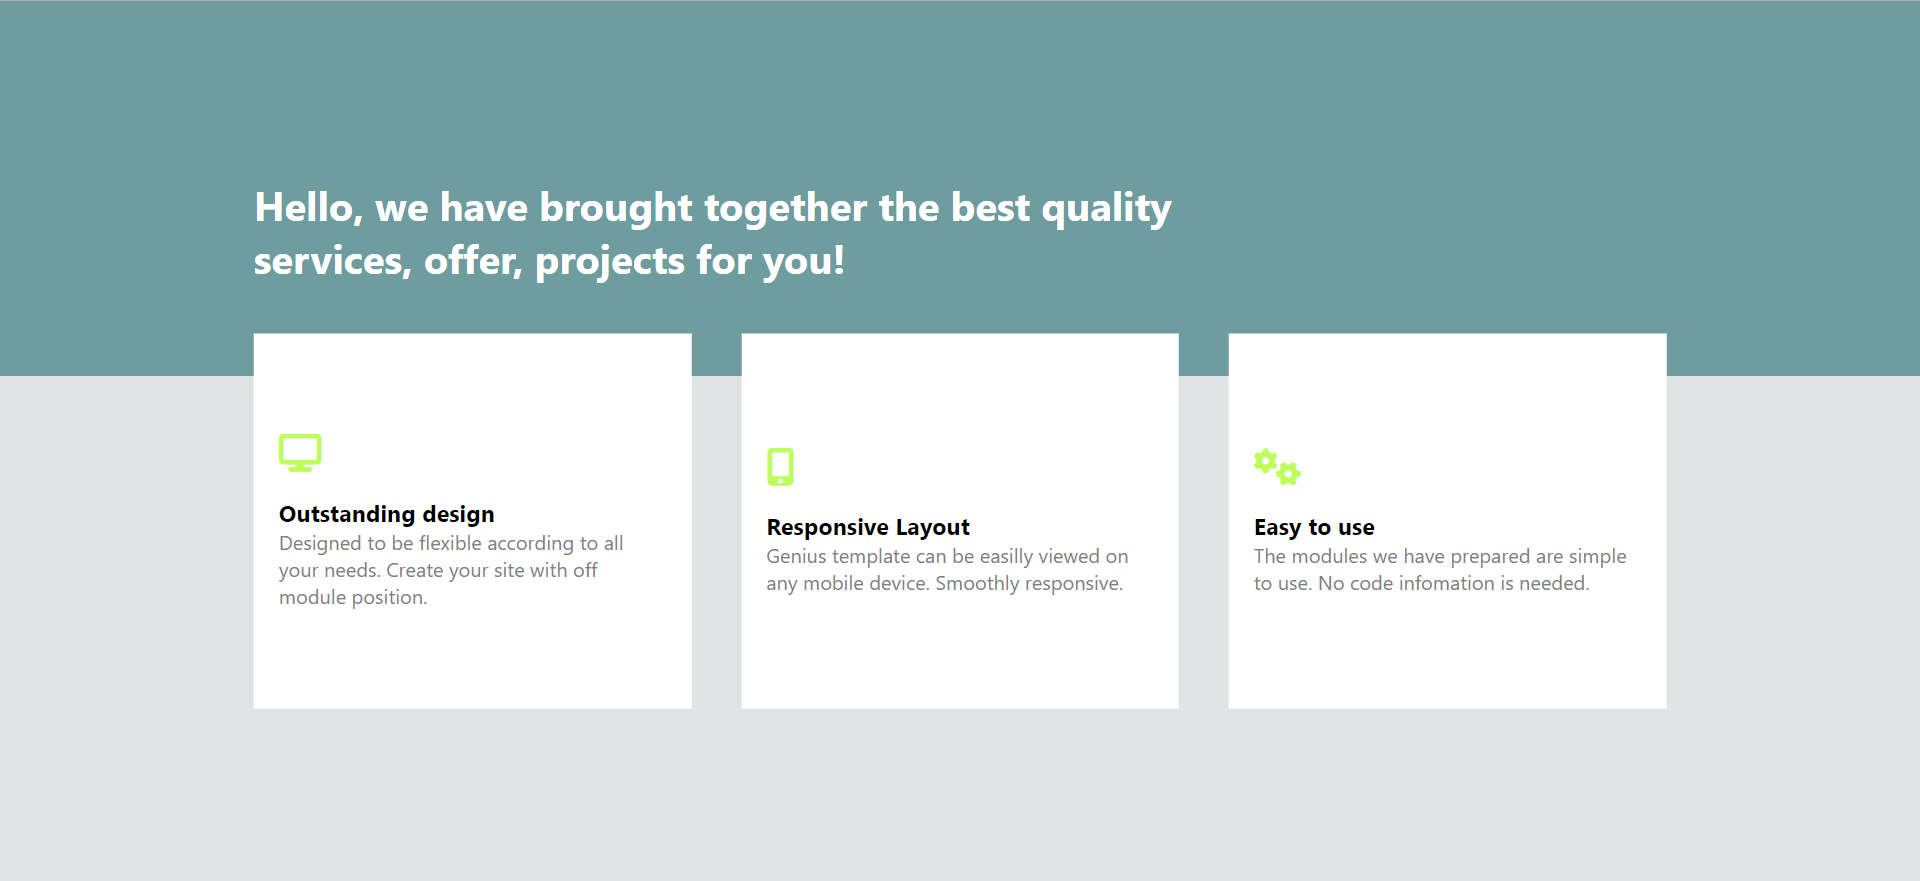 Hello, we have brought together the best quality
services, offer, projects for you!
Outstanding design
Designed to be flexible according to all
your needs. Create your site with off
module position.
Responsive Layout
Genius template can be easilly viewed on
any mobile device. Smoothly responsive.
Easy to use
The modules we have prepared are simple
to use. No code infomation is needed.